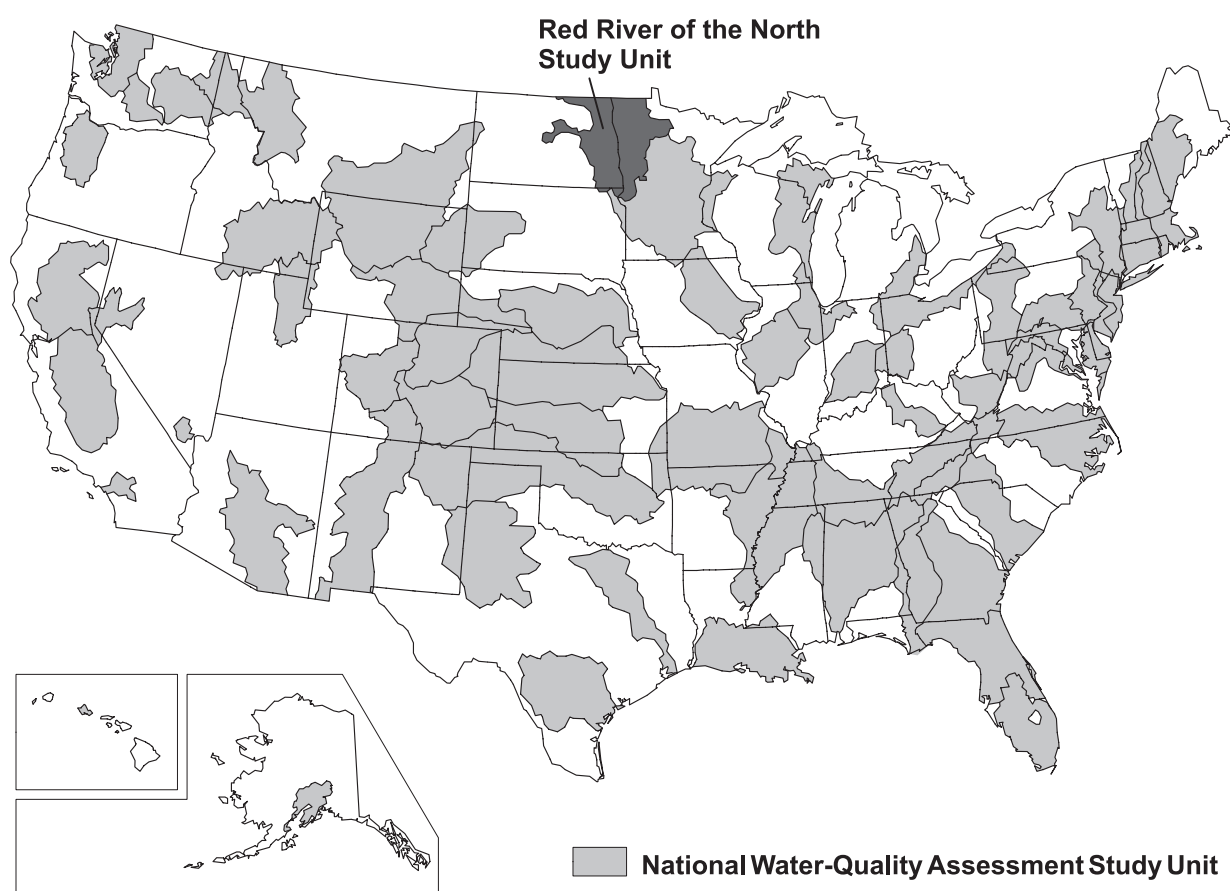 Red River of the North
Study Unit
National Water-Quality Assessment Study Unit